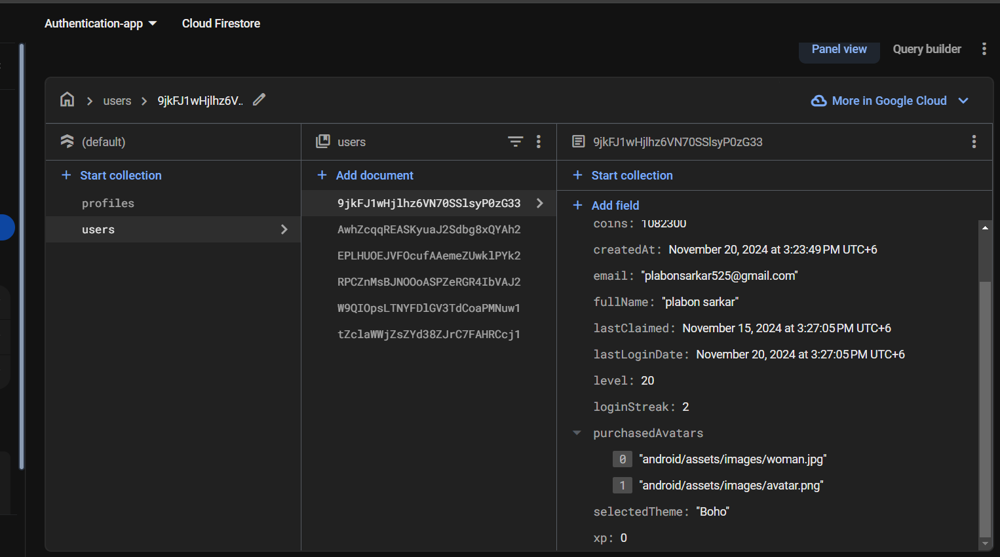 Authentication-app Cloud Firestore
Panel view Query builder
users 9jkFJ1wHjlhz6V.. More in Google Cloud
(default) users 9jkFJ1wHjlhz6VN70SSlsyP0zG33
+ Start collection + Add document + Start collection
profiles
users
9jkFJ1wHjlhz6VN70SSlsyP0zG33
AwhZcqqREASKyuaJ2Sdbg8xQYAh2
EPLHUOEJVFOcufAAemeZUwklPYk2
RPCZnMsBJNOOoASPZeRGR4IbVAJ2
W9QIOpsLTNYFDlGV3TdCoaPMNuw1
tZclaWWjZsZYd38ZJrC7FAHRCcj1
+ Add field
coins: 1082300
createdAt: November 20, 2024 at 3:23:49 PM UTC+6
email: "plabonsarkar525@gmail.com"
fullName: "plabon sarkar"
lastClaimed: November 15, 2024 at 3:27:05 PM UTC+6
lastLoginDate: November 20, 2024 at 3:27:05 PM UTC+6
level: 20
loginStreak: 2
purchasedAvatars
0 "android/assets/images/woman.jpg"
1 "android/assets/images/avatar.png"
selectedTheme: "Boho"
xp: 0